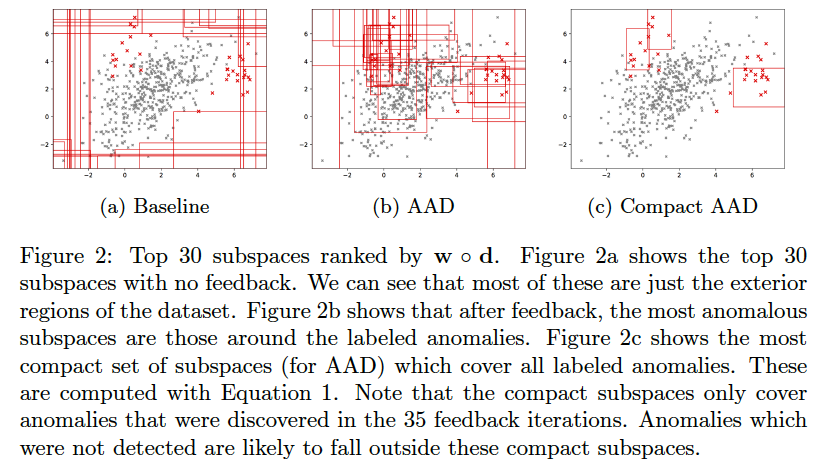 6
4
2
0
−2
−2 0 2 4 6
6
4
2
0
−2
−2 0 2 4 6
6
4
2
0
−2
−2 0 2 4 6
(a) Baseline
(b) AAD
(c) Compact AAD
Figure 2: Top 30 subspaces ranked by w ∘ d. Figure 2a shows the top 30
subspaces with no feedback. We can see that most of these are just the exterior
regions of the dataset. Figure 2b shows that after feedback, the most anomalous
subspaces are those around the labeled anomalies. Figure 2c shows the most
compact set of subspaces (for AAD) which cover all labeled anomalies. These
are computed with Equation 1. Note that the compact subspaces only cover
anomalies that were discovered in the 35 feedback iterations. Anomalies which
were not detected are likely to fall outside these compact subspaces.